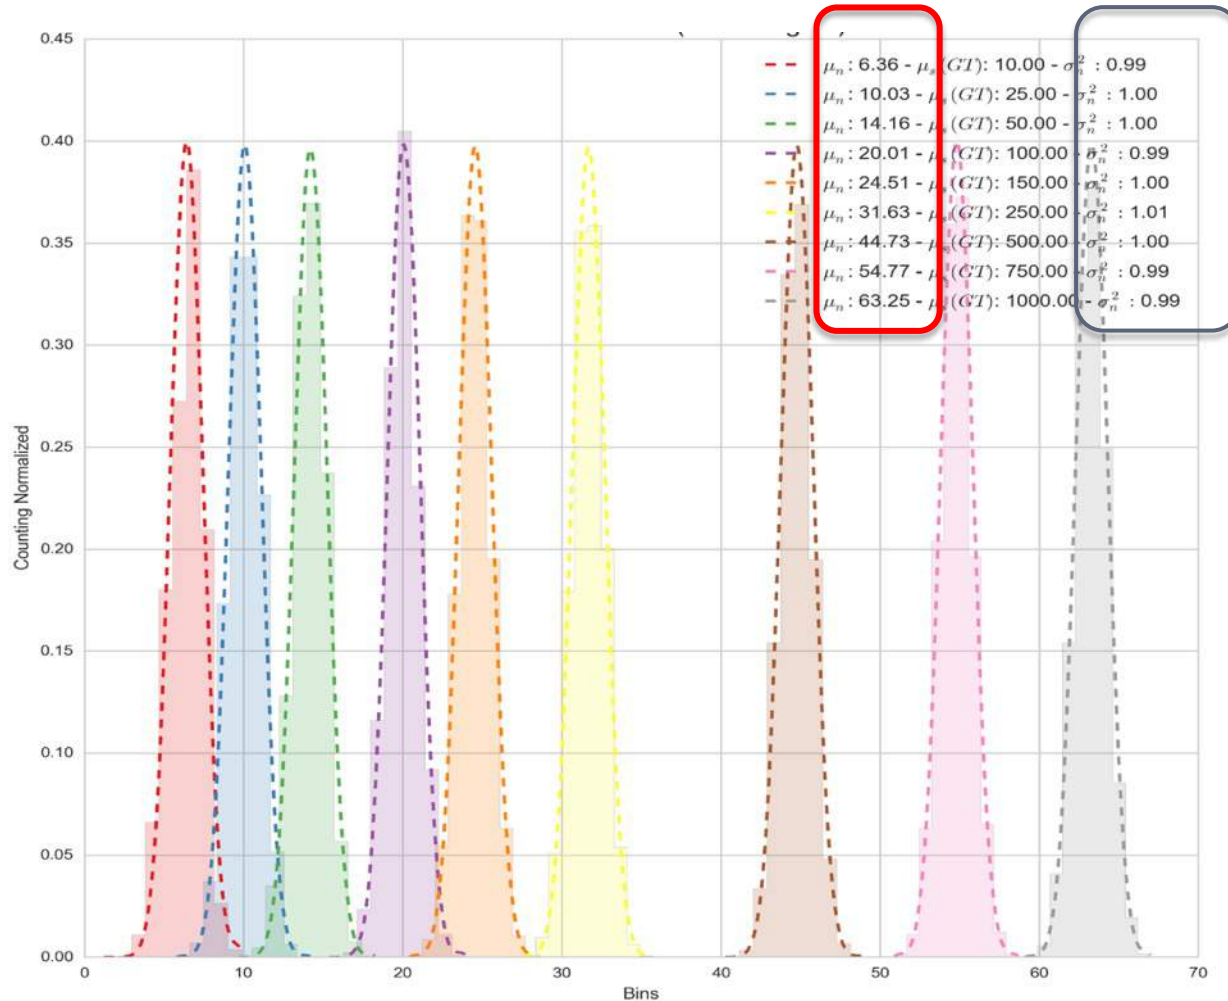 μₙ : 6.36 - μₛ(GT): 10.00 - σₙ² : 0.99
μₙ : 10.03 - μₛ(GT): 25.00 - σₙ² : 1.00
μₙ : 14.16 - μₛ(GT): 50.00 - σₙ² : 1.00
μₙ : 20.01 - μₛ(GT): 100.00 - σₙ² : 0.99
μₙ : 24.51 - μₛ(GT): 150.00 - σₙ² : 1.00
μₙ : 31.63 - μₛ(GT): 250.00 - σₙ² : 1.01
μₙ : 44.73 - μₛ(GT): 500.00 - σₙ² : 1.00
μₙ : 54.77 - μₛ(GT): 750.00 - σₙ² : 0.99
μₙ : 63.25 - μₛ(GT): 1000.00 - σₙ² : 0.99
0.45
0.40
0.35
0.30
0.25
0.20
0.15
0.10
0.05
0.00
Counting Normalized
0 10 20 30 40 50 60 70
Bins